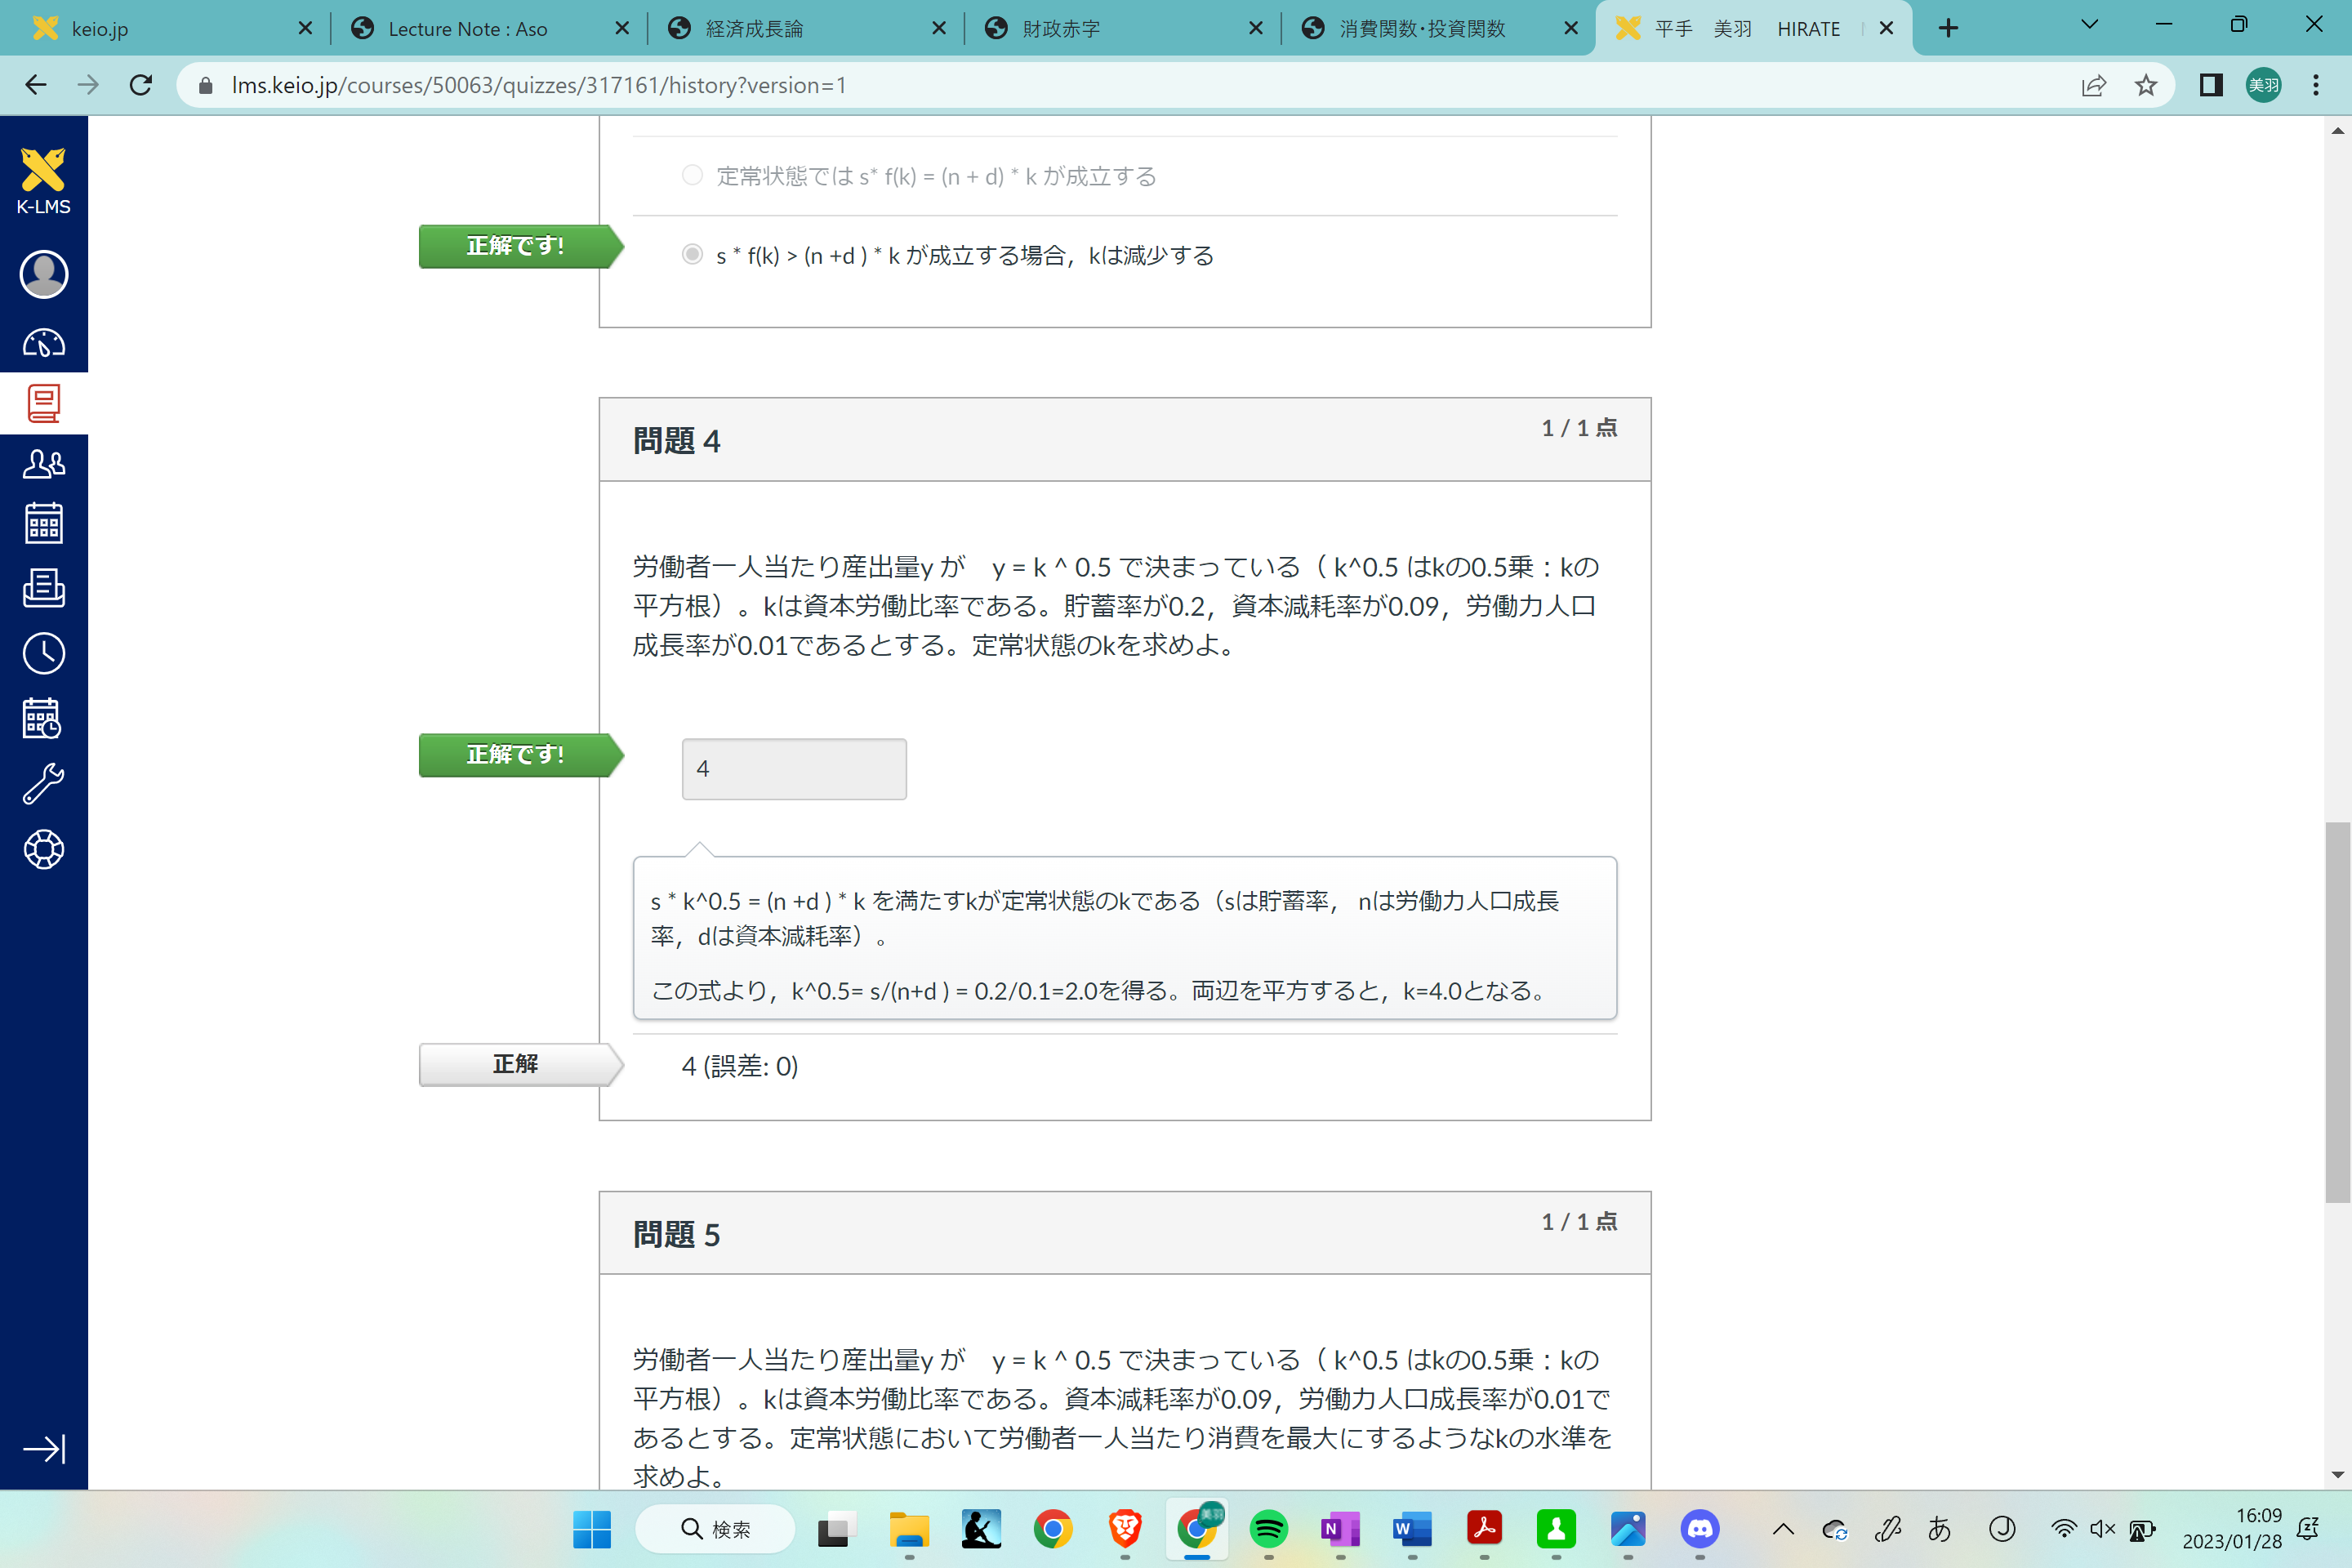 keio.jp
Lecture Note : Aso
経済成長論
財政赤字
消費関数・投資関数
平手 美羽 HIRATE
lms.keio.jp/courses/50063/quizzes/317161/history?version=1
美羽
K-LMS
定常状態では s* f(k) = (n + d) * k が成立する
正解です!
s * f(k) > (n +d ) * k が成立する場合，kは減少する
問題 4
1 / 1 点
労働者一人当たり産出量y が　y = k ^ 0.5 で決まっている（ k^0.5 はkの0.5乗：kの
平方根）。kは資本労働比率である。貯蓄率が0.2，資本減耗率が0.09，労働力人口
成長率が0.01であるとする。定常状態のkを求めよ。
正解です!
4
s * k^0.5 = (n +d ) * k を満たすkが定常状態のkである（sは貯蓄率， nは労働力人口成長
率，dは資本減耗率）。
この式より，k^0.5= s/(n+d ) = 0.2/0.1=2.0を得る。両辺を平方すると，k=4.0となる。
正解
4 (誤差: 0)
問題 5
1 / 1 点
労働者一人当たり産出量y が　y = k ^ 0.5 で決まっている（ k^0.5 はkの0.5乗：kの
平方根）。kは資本労働比率である。資本減耗率が0.09，労働力人口成長率が0.01で
あるとする。定常状態において労働者一人当たり消費を最大にするようなkの水準を
求めよ。
検索
美羽
N
W
あ
16:09
2023/01/28